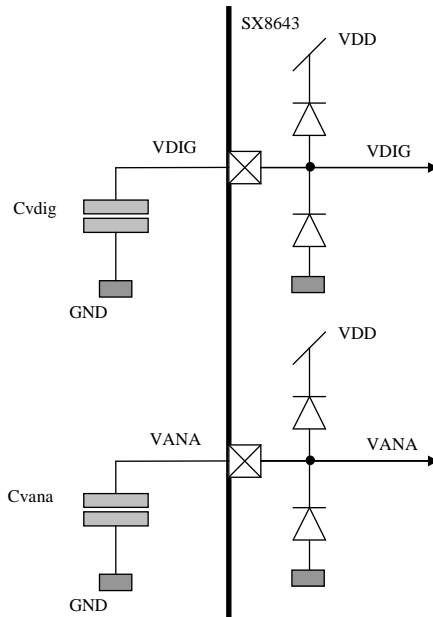 SX8643
VDD
VDIG
VDIG
Cvdig
GND
VDD
VANA
VANA
Cvana
GND